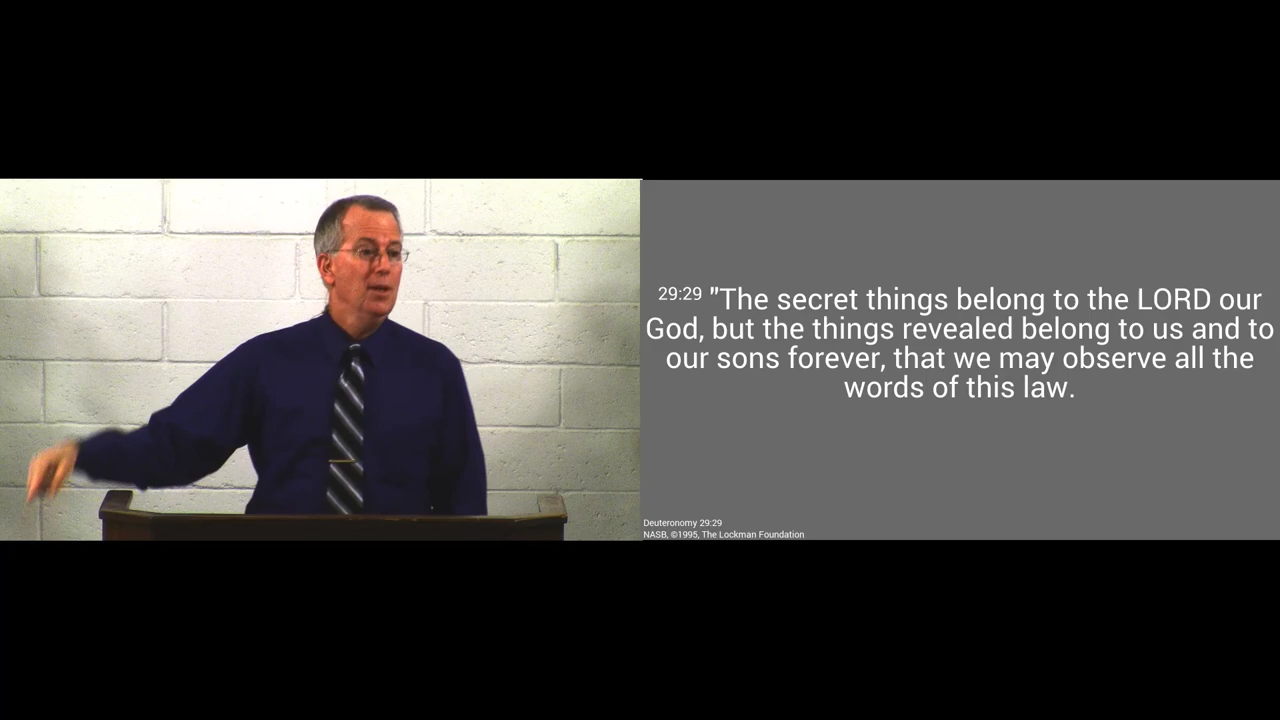 29:29 "The secret things belong to the LORD our
God, but the things revealed belong to us and to
our sons forever, that we may observe all the
words of this law.
Deuteronomy 29:29
NASB, ©1995, The Lockman Foundation